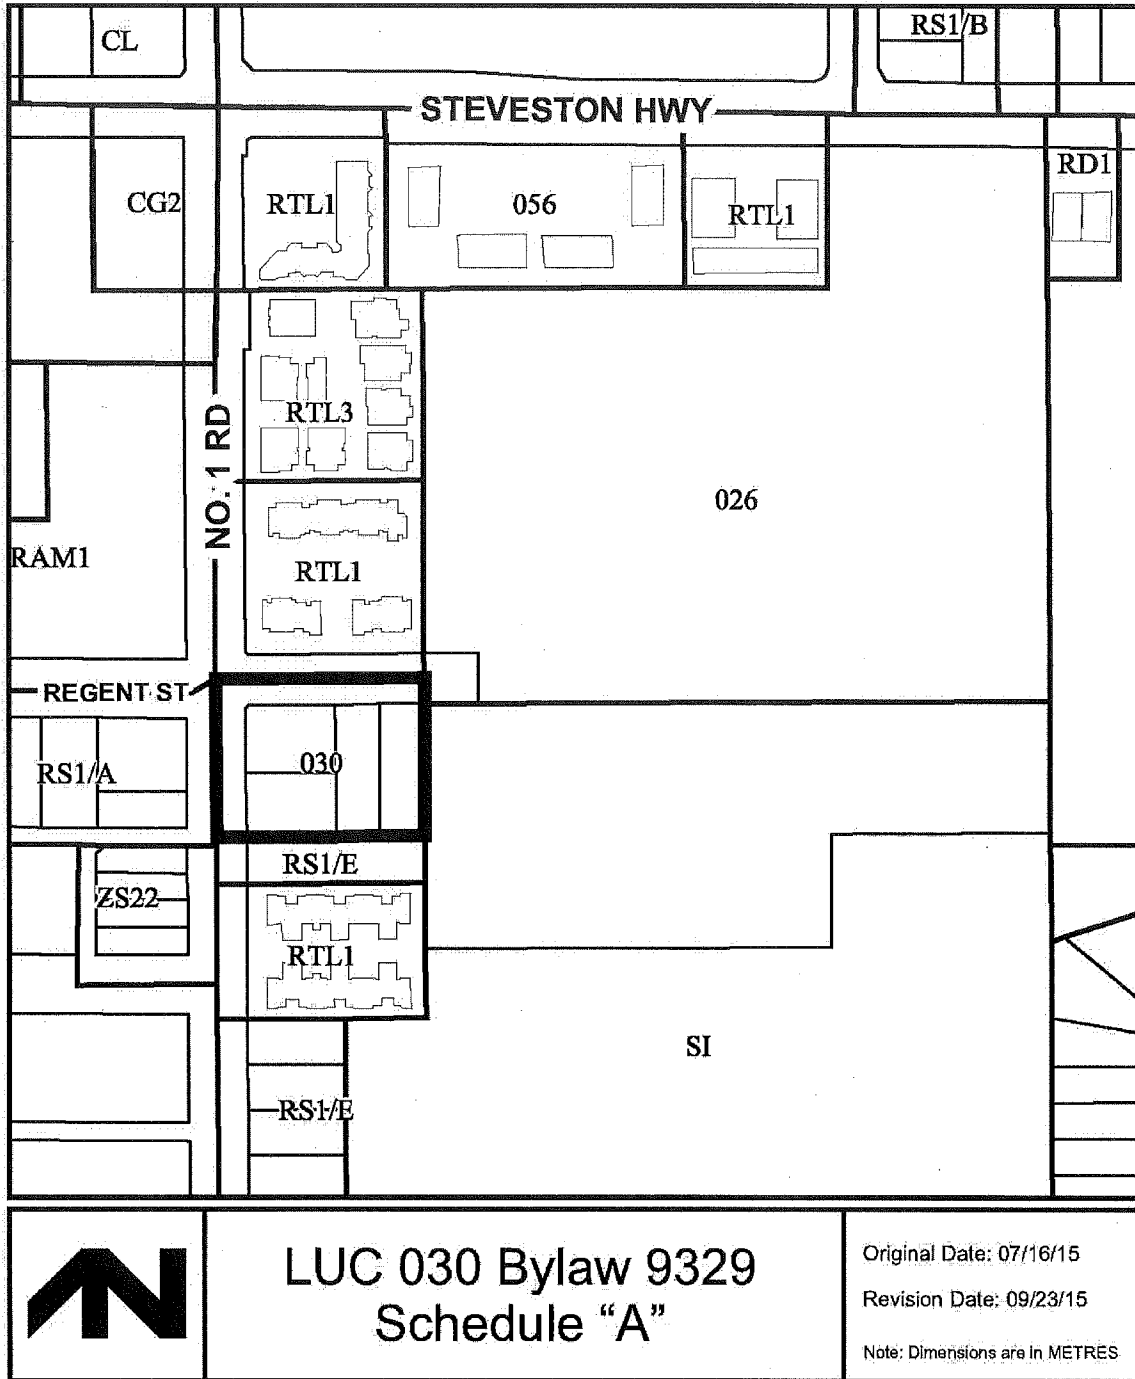 CL
RS1/B
STEVESTON HWY
CG2
RTL1
056
RTL1
RD1
NO. 1 RD
RTL3
026
RAM1
RTL1
REGENT ST
RS1/A
030
RS1/E
ZS22
RTL1
SI
RS1/E
N
LUC 030 Bylaw 9329
Schedule “A”
Original Date: 07/16/15
Revision Date: 09/23/15
Note: Dimensions are in METRES